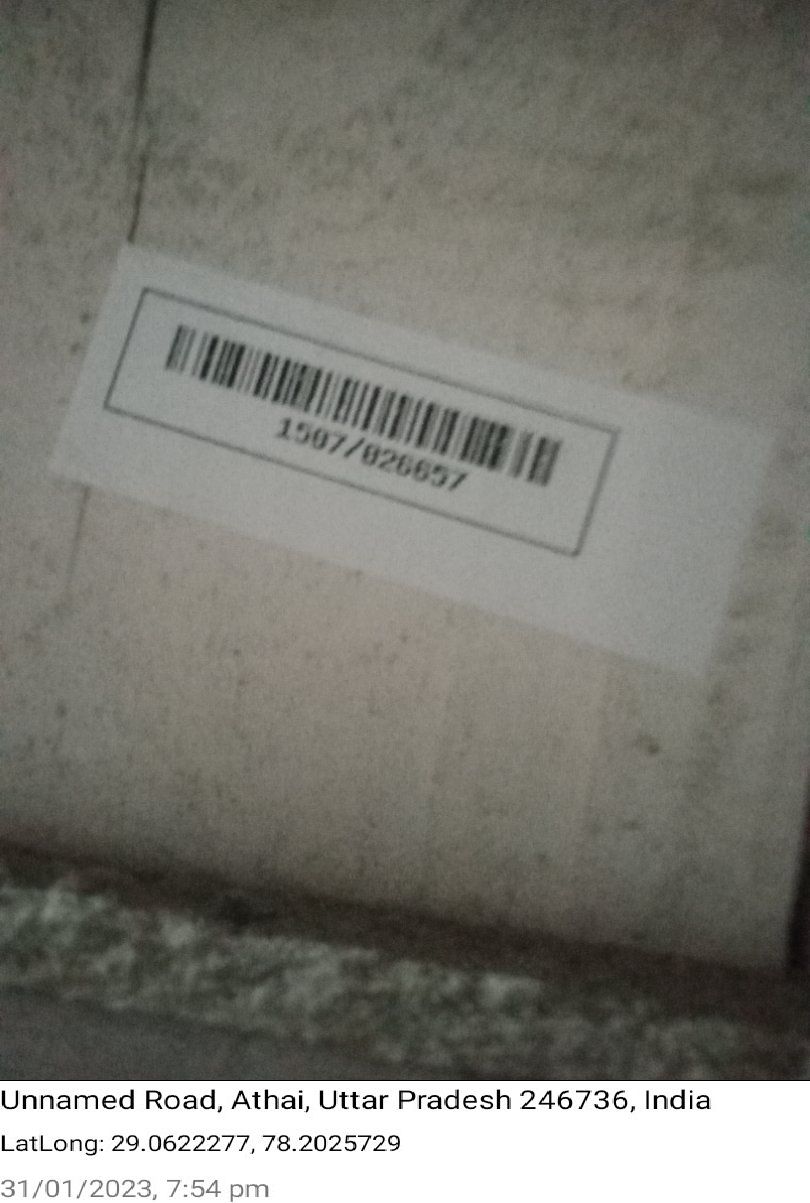 1507/026657
Unnamed Road, Athai, Uttar Pradesh 246736, India
LatLong: 29.0622277, 78.2025729
31/01/2023, 7:54 pm